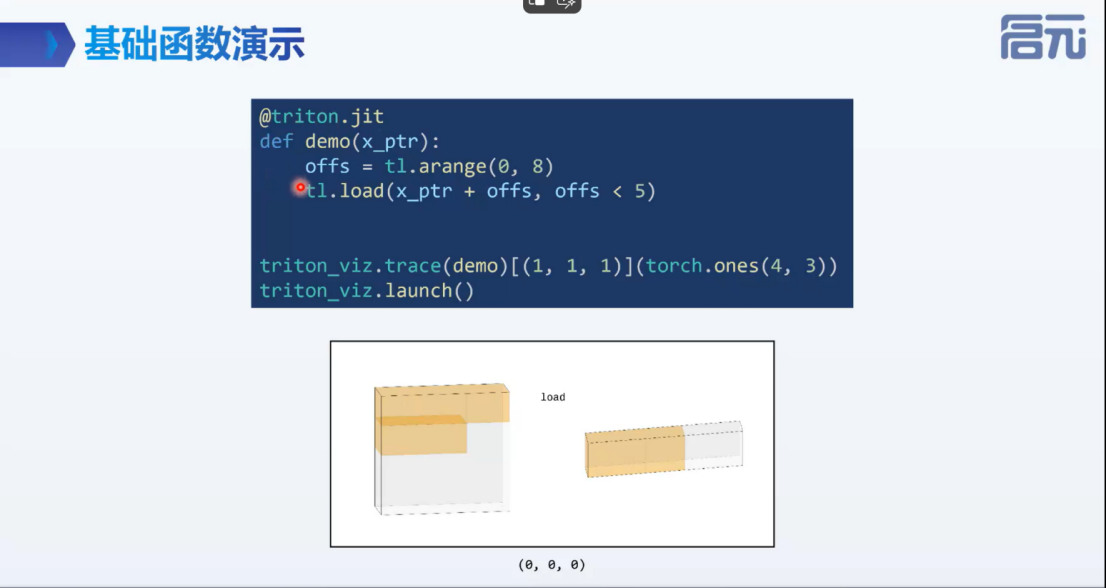 基础函数演示
启元
@triton.jit
def demo(x_ptr):
    offs = tl.arange(0, 8)
    tl.load(x_ptr + offs, offs < 5)
triton_viz.trace(demo)[(1, 1, 1)](torch.ones(4, 3))
triton_viz.launch()
load
(0, 0, 0)